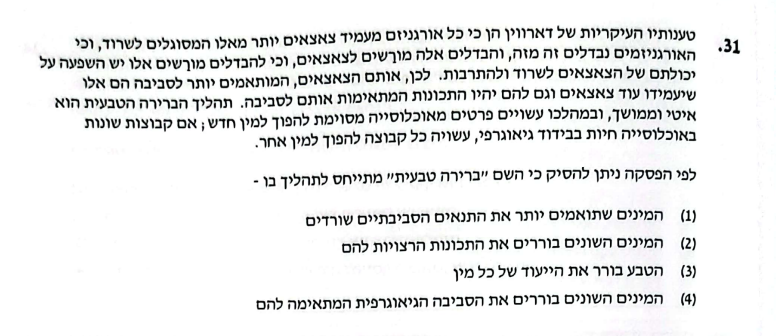 31. טענותיו העיקריות של דארווין הן כי כל אורגניזם מעמיד צאצאים יותר מאלו המסוגלים לשרוד, וכי
האורגניזמים נבדלים זה מזה, והבדלים אלה מוּרָשים לצאצאים, וכי להבדלים מוּרָשים אלו יש השפעה על
יכולתם של הצאצאים לשרוד ולהתרבות. לכן, אותם הצאצאים, המותאמים יותר לסביבה הם אלו
שיעמידו עוד צאצאים וגם להם יהיו התכונות המתאימות אותם לסביבה. תהליך הברירה הטבעית הוא
איטי וממושך, ובמהלכו עשויים פרטים מאוכלוסייה מסוימת להפוך למין חדש; אם קבוצות שונות
באוכלוסייה חיות בבידוד גיאוגרפי, עשויה כל קבוצה להפוך למין אחר.
לפי הפסקה ניתן להסיק כי השם "ברירה טבעית" מתייחס לתהליך בו -
(1) המינים שתואמים יותר את התנאים הסביבתיים שורדים
(2) המינים השונים בוררים את התכונות הרצויות להם
(3) הטבע בורר את הייעוד של כל מין
(4) המינים השונים בוררים את הסביבה הגיאוגרפית המתאימה להם